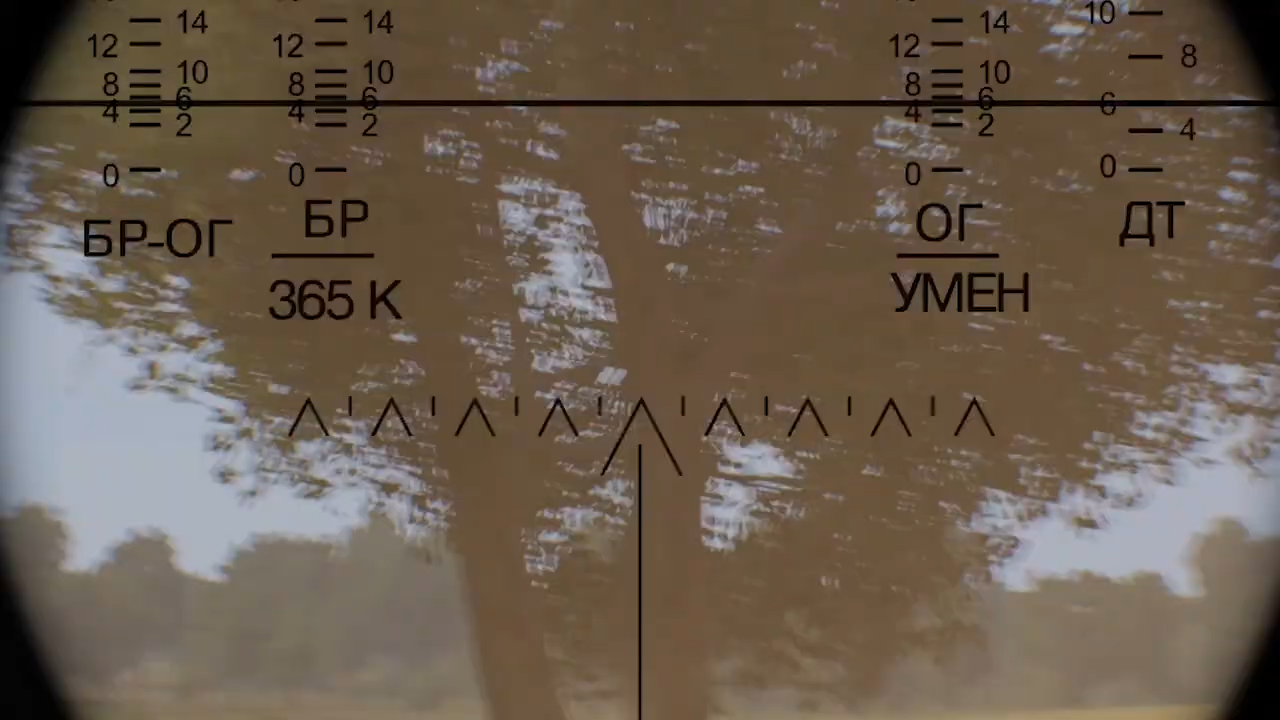 14 14 14 10
12 12 12 8
10 10 10
8 8 8
6 6 6 6
4 4 4 4
2 2 2
0 0 0 0
БР-ОГ БР ОГ ДТ
365 К УМЕН